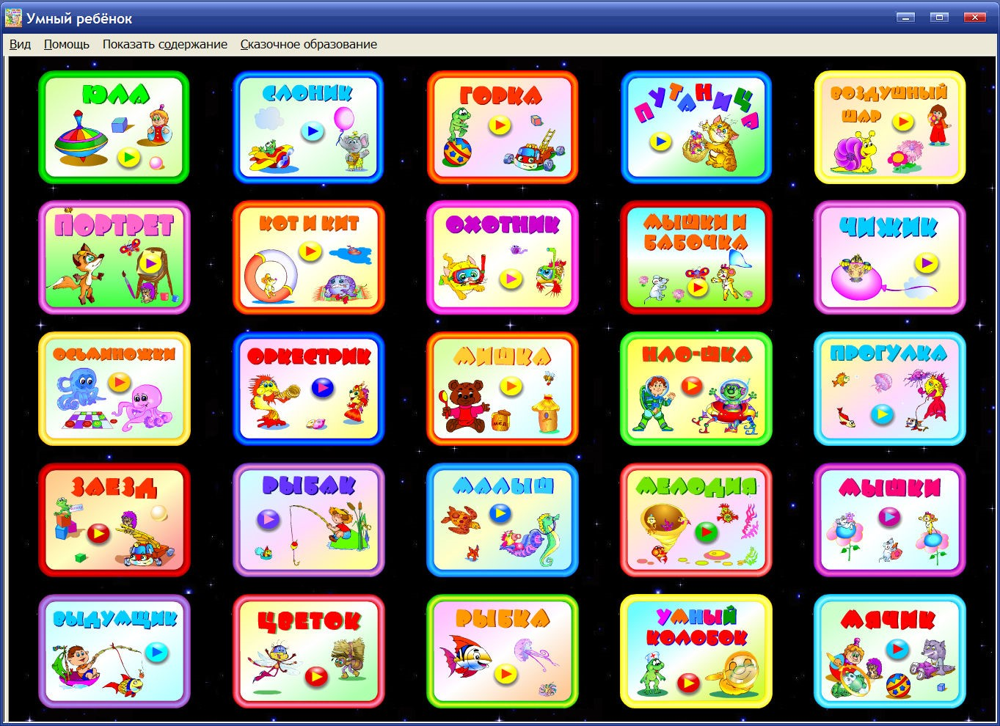 Умный ребёнок
Вид Помощь Показать содержание Сказочное образование
ЮЛА
СЛОНИК
ГОРКА
ПУТАНИЦА
ВОЗДУШНЫЙ
ШАР
ПОРТРЕТ
КОТ И КИТ
ОХОТНИК
МЫШКИ И
БАБОЧКА
ЧИЖИК
ОСЬМИНОЖКИ
ОРКЕСТРИК
МИШКА
МЕД
НЛО-ШКА
ПРОГУЛКА
ЗАЕЗД
РЫБАК
МАЛЫШ
МЕЛОДИЯ
МЫШКИ
ВЫДУМЩИК
ЦВЕТОК
РЫБКА
УМНЫЙ
КОЛОБОК
МЯЧИК